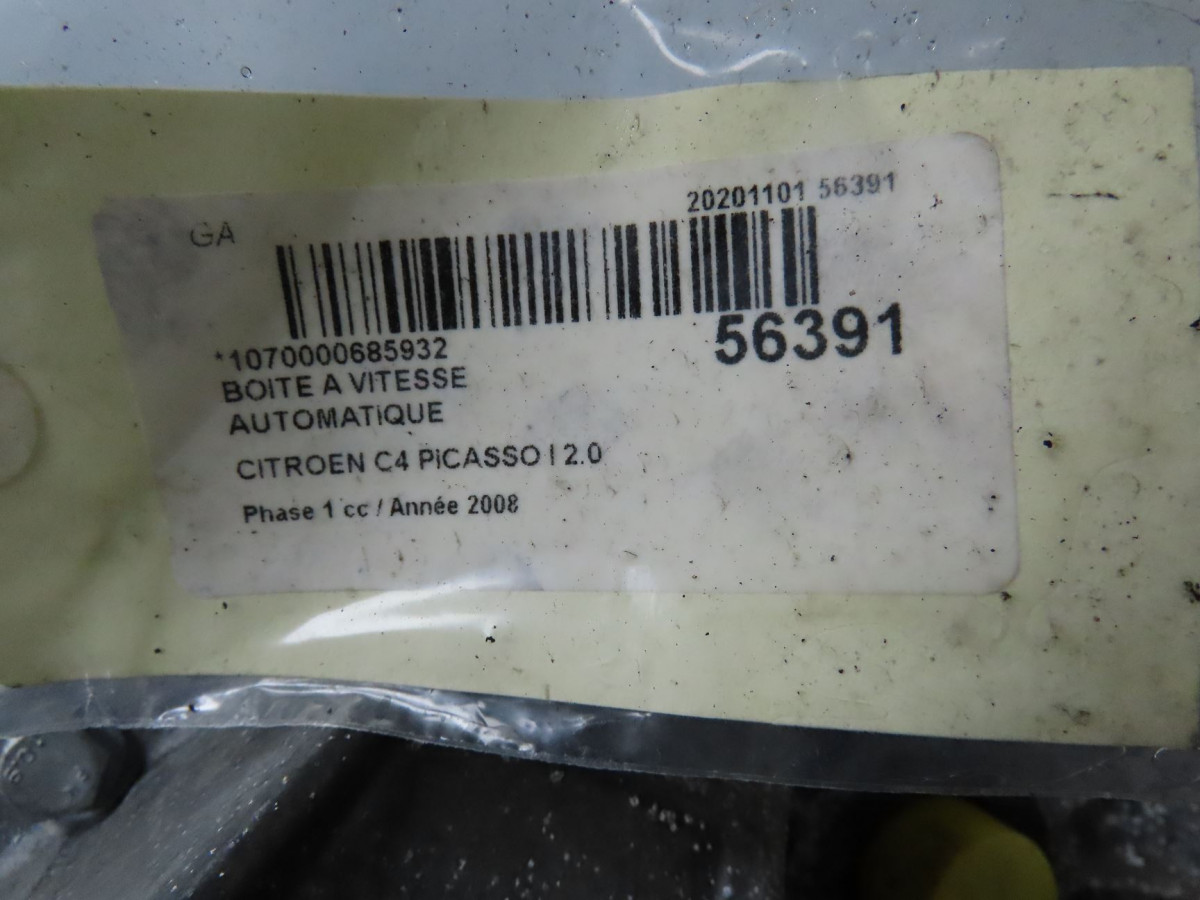 20201101 56391
GA
56391
*1070000685932
BOITE A VITESSE
AUTOMATIQUE
CITROEN C4 PICASSO I 2.0
Phase 1 cc / Année 2008